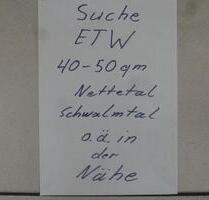 Suche
ETW
40-50qm
Nettetal
Schwalmtal
o.ä. in
der
Nähe